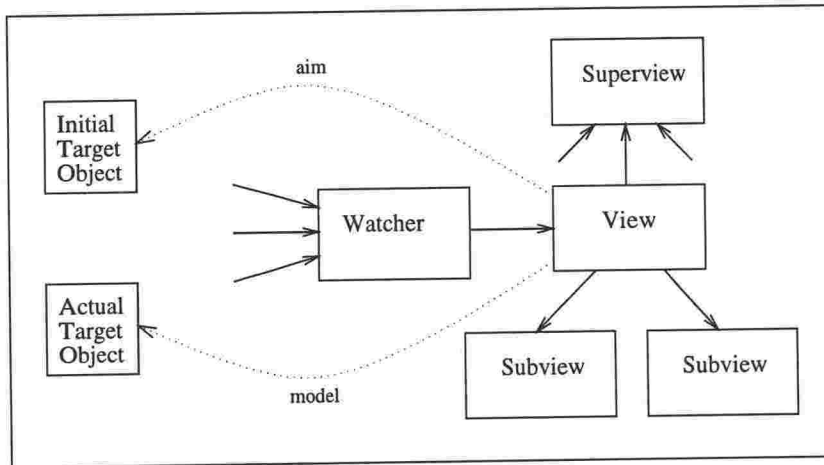 aim
Superview
Initial
Target
Object
Watcher
View
Actual
Target
Object
Subview
Subview
model